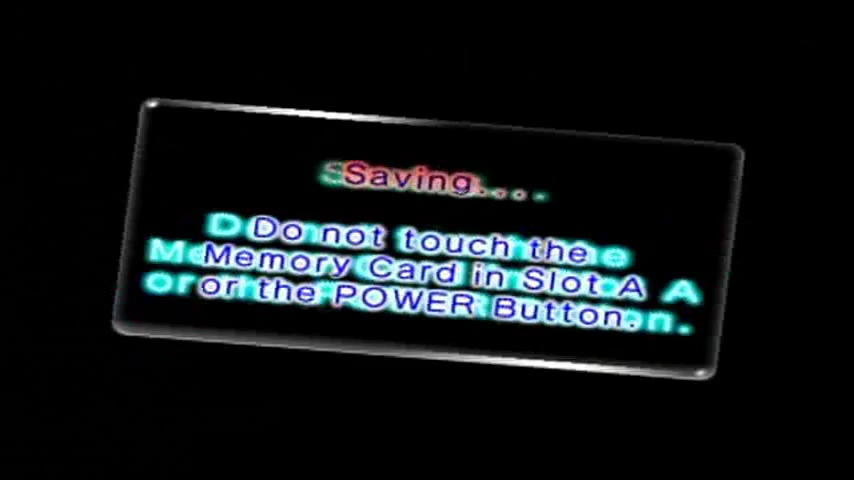 Saving....
Do not touch the
Memory Card in Slot A
or the POWER Button.